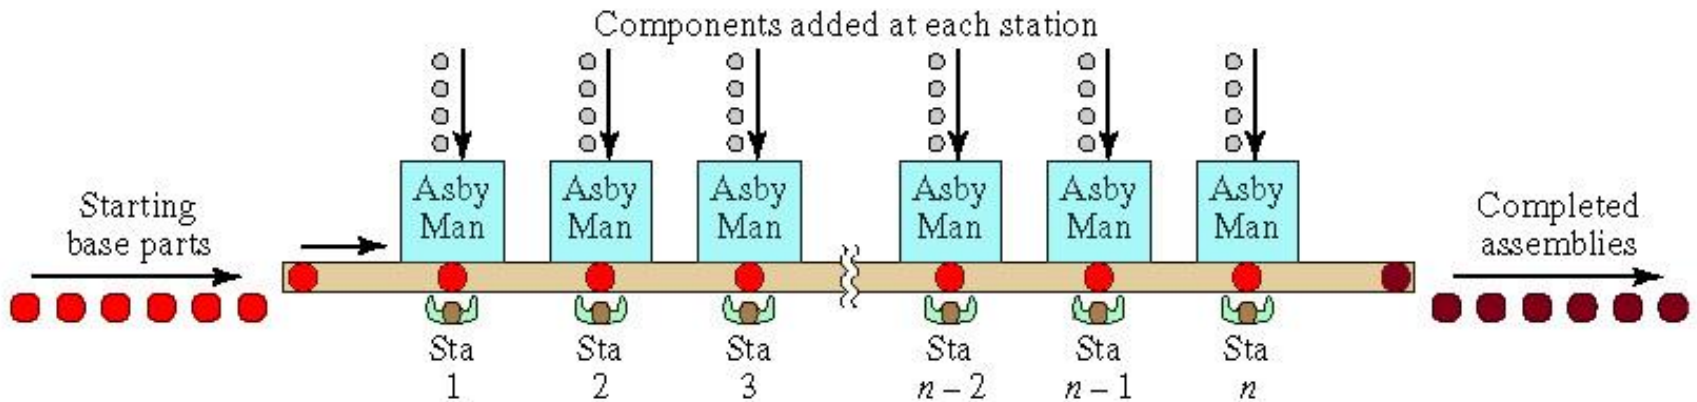 Components added at each station
Starting
base parts
Asby
Man
Asby
Man
Asby
Man
Asby
Man
Asby
Man
Asby
Man
Completed
assemblies
Sta
1
Sta
2
Sta
3
Sta
n – 2
Sta
n – 1
Sta
n